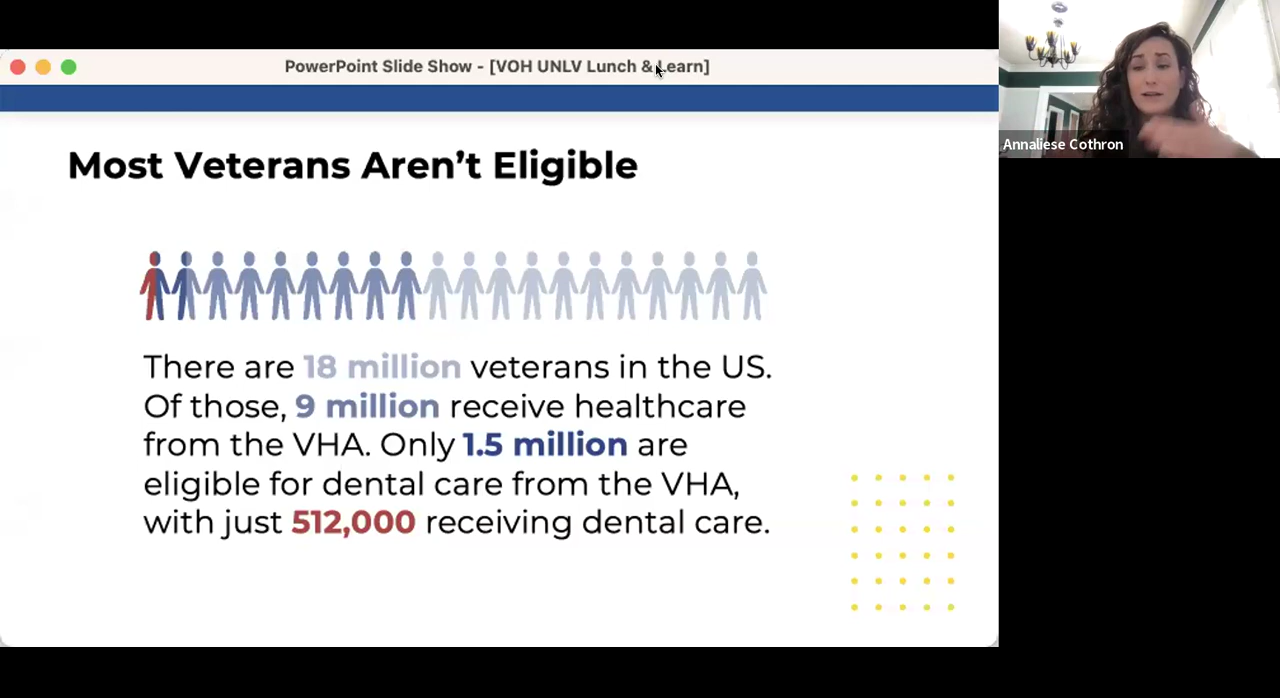 PowerPoint Slide Show - [VOH UNLV Lunch & Learn]
Annaliese Cothron
Most Veterans Aren’t Eligible
There are 18 million veterans in the US.
Of those, 9 million receive healthcare
from the VHA. Only 1.5 million are
eligible for dental care from the VHA,
with just 512,000 receiving dental care.